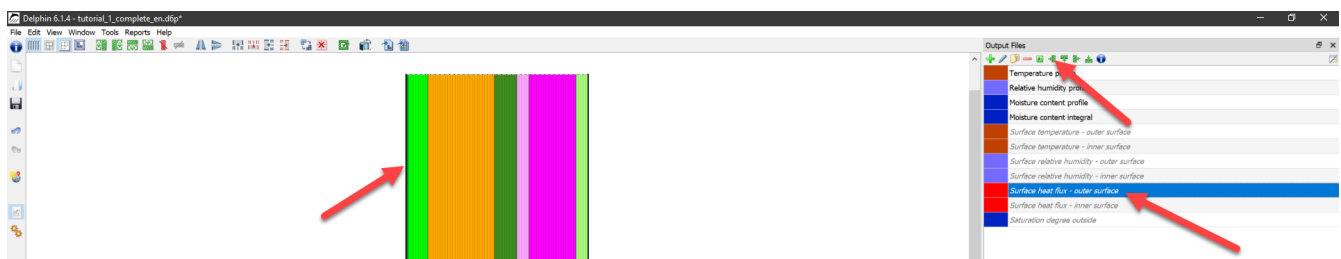 Delphin 6.1.4 - tutorial_1_complete_en.d6p*
File Edit View Window Tools Reports Help
Output Files
Temperature
Relative humidity
Moisture content profile
Moisture content integral
Surface temperature - outer surface
Surface temperature - inner surface
Surface relative humidity - outer surface
Surface relative humidity - inner surface
Surface heat flux - outer surface
Surface heat flux - inner surface
Saturation degree outside